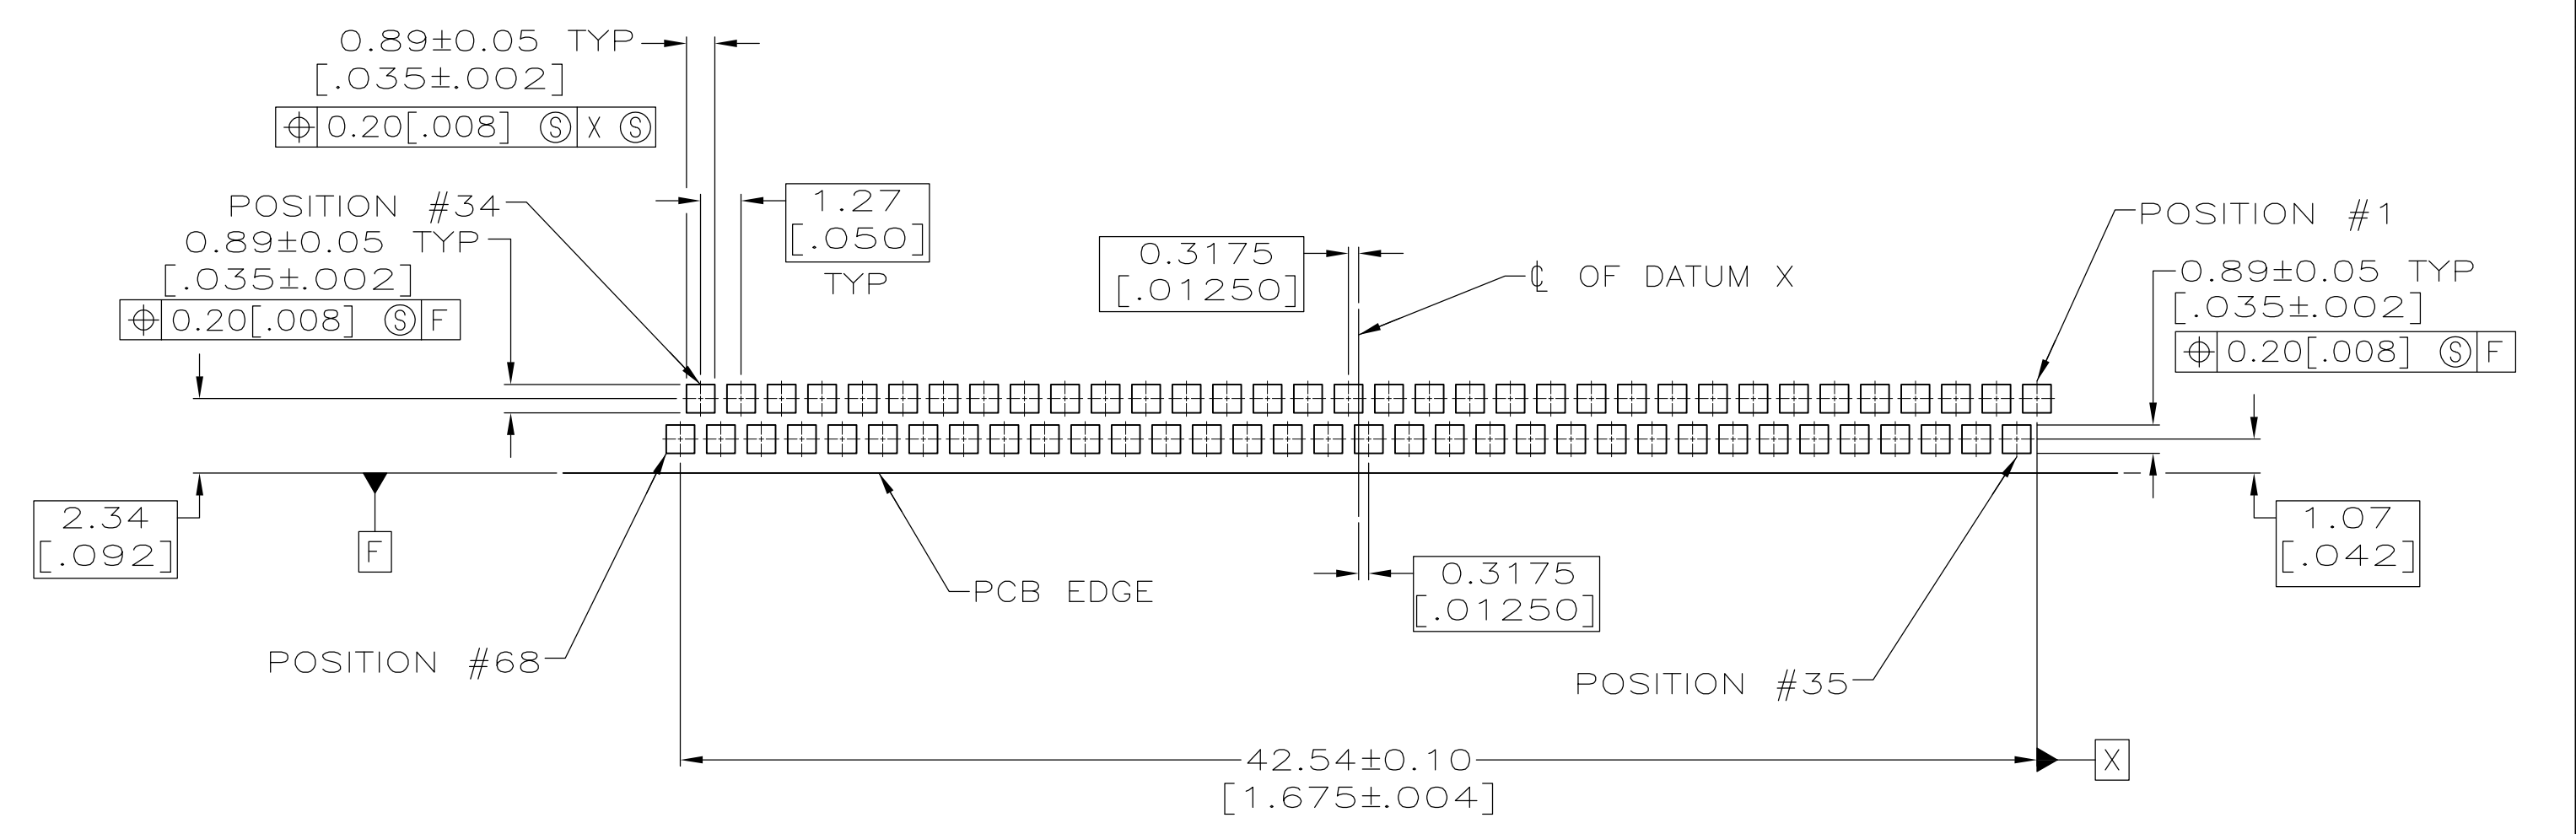 0.89±0.05 TYP
[.035±.002]
⌖ 0.20[.008] Ⓢ X Ⓢ
POSITION #34
0.89±0.05 TYP
[.035±.002]
⌖ 0.20[.008] Ⓢ F
1.27
[.050]
TYP
0.3175
[.01250]
℄ OF DATUM X
POSITION #1
0.89±0.05 TYP
[.035±.002]
⌖ 0.20[.008] Ⓢ F
2.34
[.092]
F
PCB EDGE
0.3175
[.01250]
1.07
[.042]
POSITION #68
POSITION #35
42.54±0.10
[1.675±.004]
X